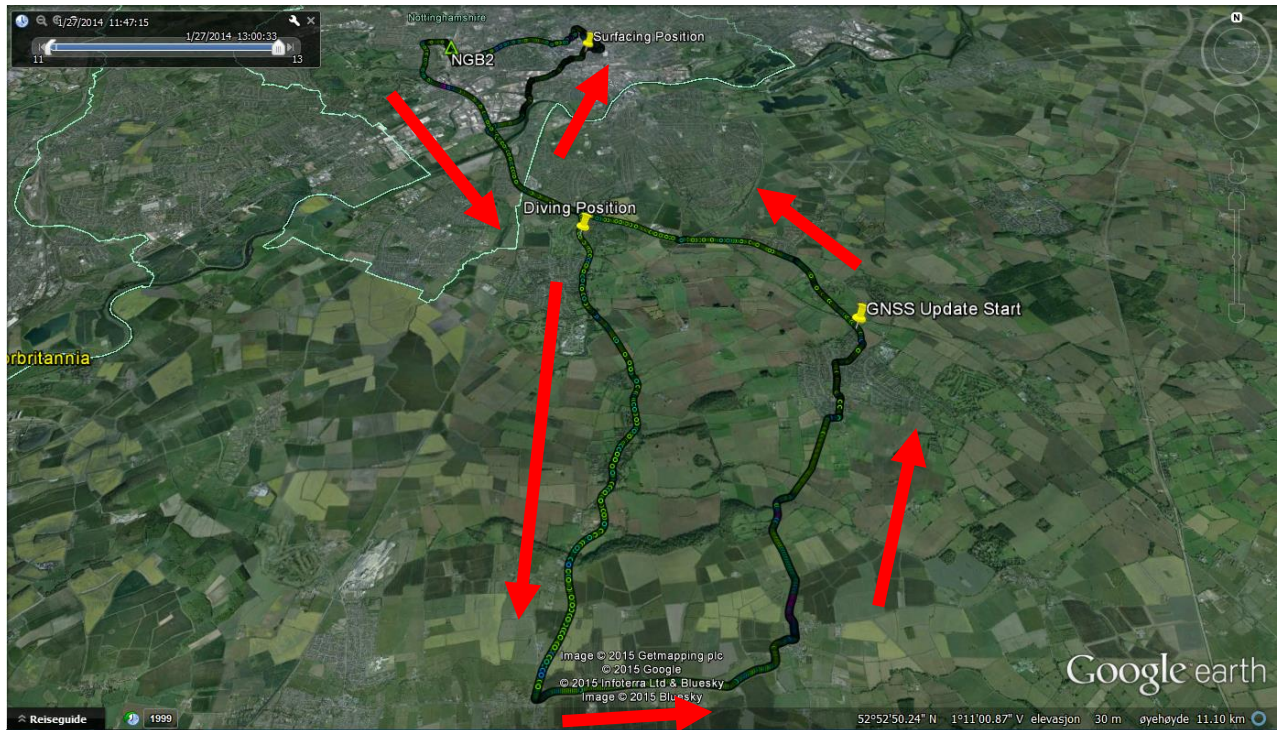 1/27/2014 11:47:15
1/27/2014 13:00:33
11
13
Nottinghamshire
NGB2
Surfacing Position
N
Diving Position
GNSS Update Start
orbritannia
Image © 2015 Getmapping plc
© 2015 Google
© 2015 Infoterra Ltd & Bluesky
Image © 2015 Bluesky
Google earth
Reiseguide
1999
52°52'50.24" N 1°11'00.87" V elevasjon 30 m øyehøyde 11.10 km